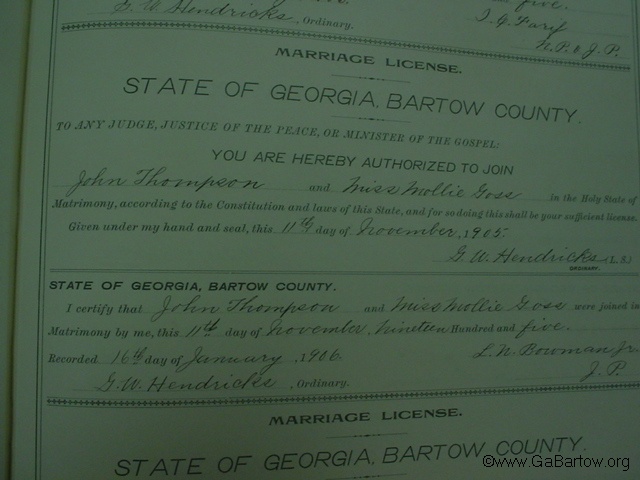 G. W. Hendricks, Ordinary.
five.
N.P. & J.P.
MARRIAGE LICENSE.
STATE OF GEORGIA, BARTOW COUNTY.
TO ANY JUDGE, JUSTICE OF THE PEACE, OR MINISTER OF THE GOSPEL:
YOU ARE HEREBY AUTHORIZED TO JOIN
John Thompson and Miss Mollie Goss in the Holy State of
Matrimony, according to the Constitution and laws of this State, and for so doing this shall be your sufficient license.
Given under my hand and seal, this 11th day of November, 1905.
G. W. Hendricks (L.S.)
ORDINARY.
STATE OF GEORGIA, BARTOW COUNTY.
I certify that John Thompson and Miss Mollie Goss were joined in
Matrimony by me, this 11th day of November, Nineteen Hundred and five.
Recorded 16th day of January, 1906 L. N. Bowman Jr.
G. W. Hendricks, Ordinary. J. P.
MARRIAGE LICENSE.
STATE OF GEORGIA, BARTOW COUNTY.
©www.GaBartow.org